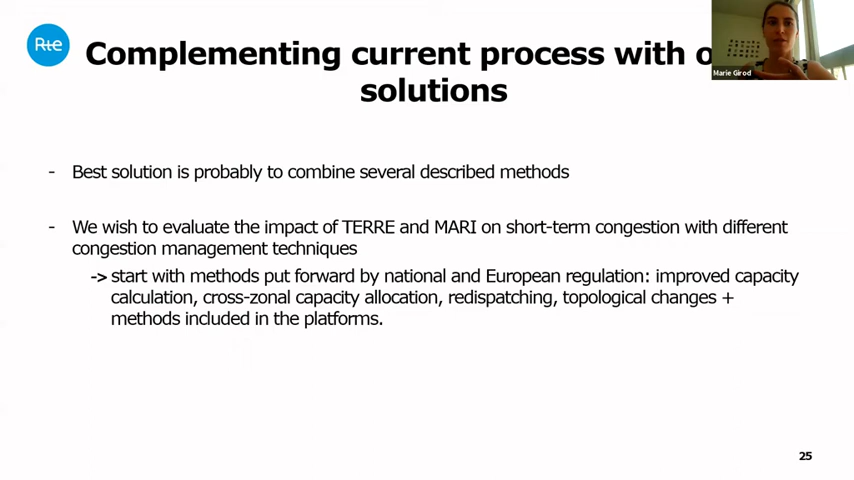 Rte
Complementing current process with
solutions
Marie Girod
- Best solution is probably to combine several described methods
- We wish to evaluate the impact of TERRE and MARI on short-term congestion with different
congestion management techniques
-> start with methods put forward by national and European regulation: improved capacity
calculation, cross-zonal capacity allocation, redispatching, topological changes +
methods included in the platforms.
25